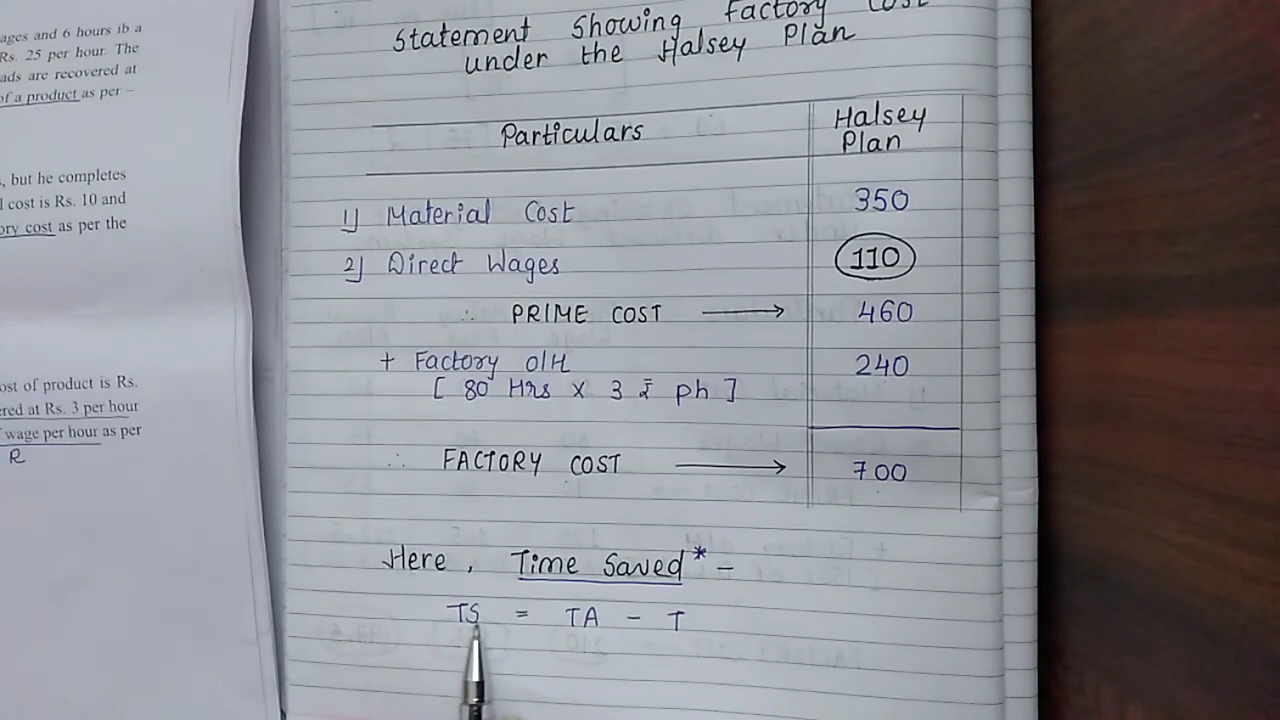 ages and 6 hours ib a
Rs. 25 per hour. The
ads are recovered at
of a product as per –
, but he completes
l cost is Rs. 10 and
ory cost as per the
ost of product is Rs.
ered at Rs. 3 per hour
wage per hour as per
R
Statement Showing Factory Cost
under the Halsey Plan
Particulars Halsey Plan
1) Material Cost 350
2) Direct Wages 110
∴ PRIME COST → 460
+ Factory O/H 240
[ 80 Hrs x 3 ₹ ph ]
∴ FACTORY COST → 700
Here , Time Saved* –
TS = TA - T